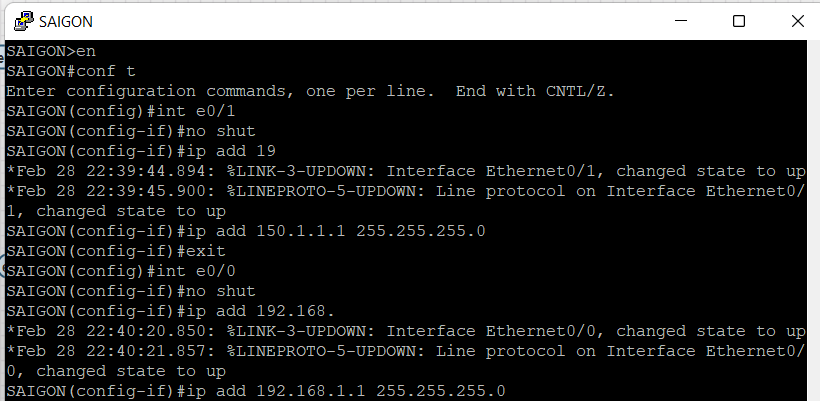 SAIGON
SAIGON>en
SAIGON#conf t
Enter configuration commands, one per line.  End with CNTL/Z.
SAIGON(config)#int e0/1
SAIGON(config-if)#no shut
SAIGON(config-if)#ip add 19
*Feb 28 22:39:44.894: %LINK-3-UPDOWN: Interface Ethernet0/1, changed state to up
*Feb 28 22:39:45.900: %LINEPROTO-5-UPDOWN: Line protocol on Interface Ethernet0/
1, changed state to up
SAIGON(config-if)#ip add 150.1.1.1 255.255.255.0
SAIGON(config-if)#exit
SAIGON(config)#int e0/0
SAIGON(config-if)#no shut
SAIGON(config-if)#ip add 192.168.
*Feb 28 22:40:20.850: %LINK-3-UPDOWN: Interface Ethernet0/0, changed state to up
*Feb 28 22:40:21.857: %LINEPROTO-5-UPDOWN: Line protocol on Interface Ethernet0/
0, changed state to up
SAIGON(config-if)#ip add 192.168.1.1 255.255.255.0